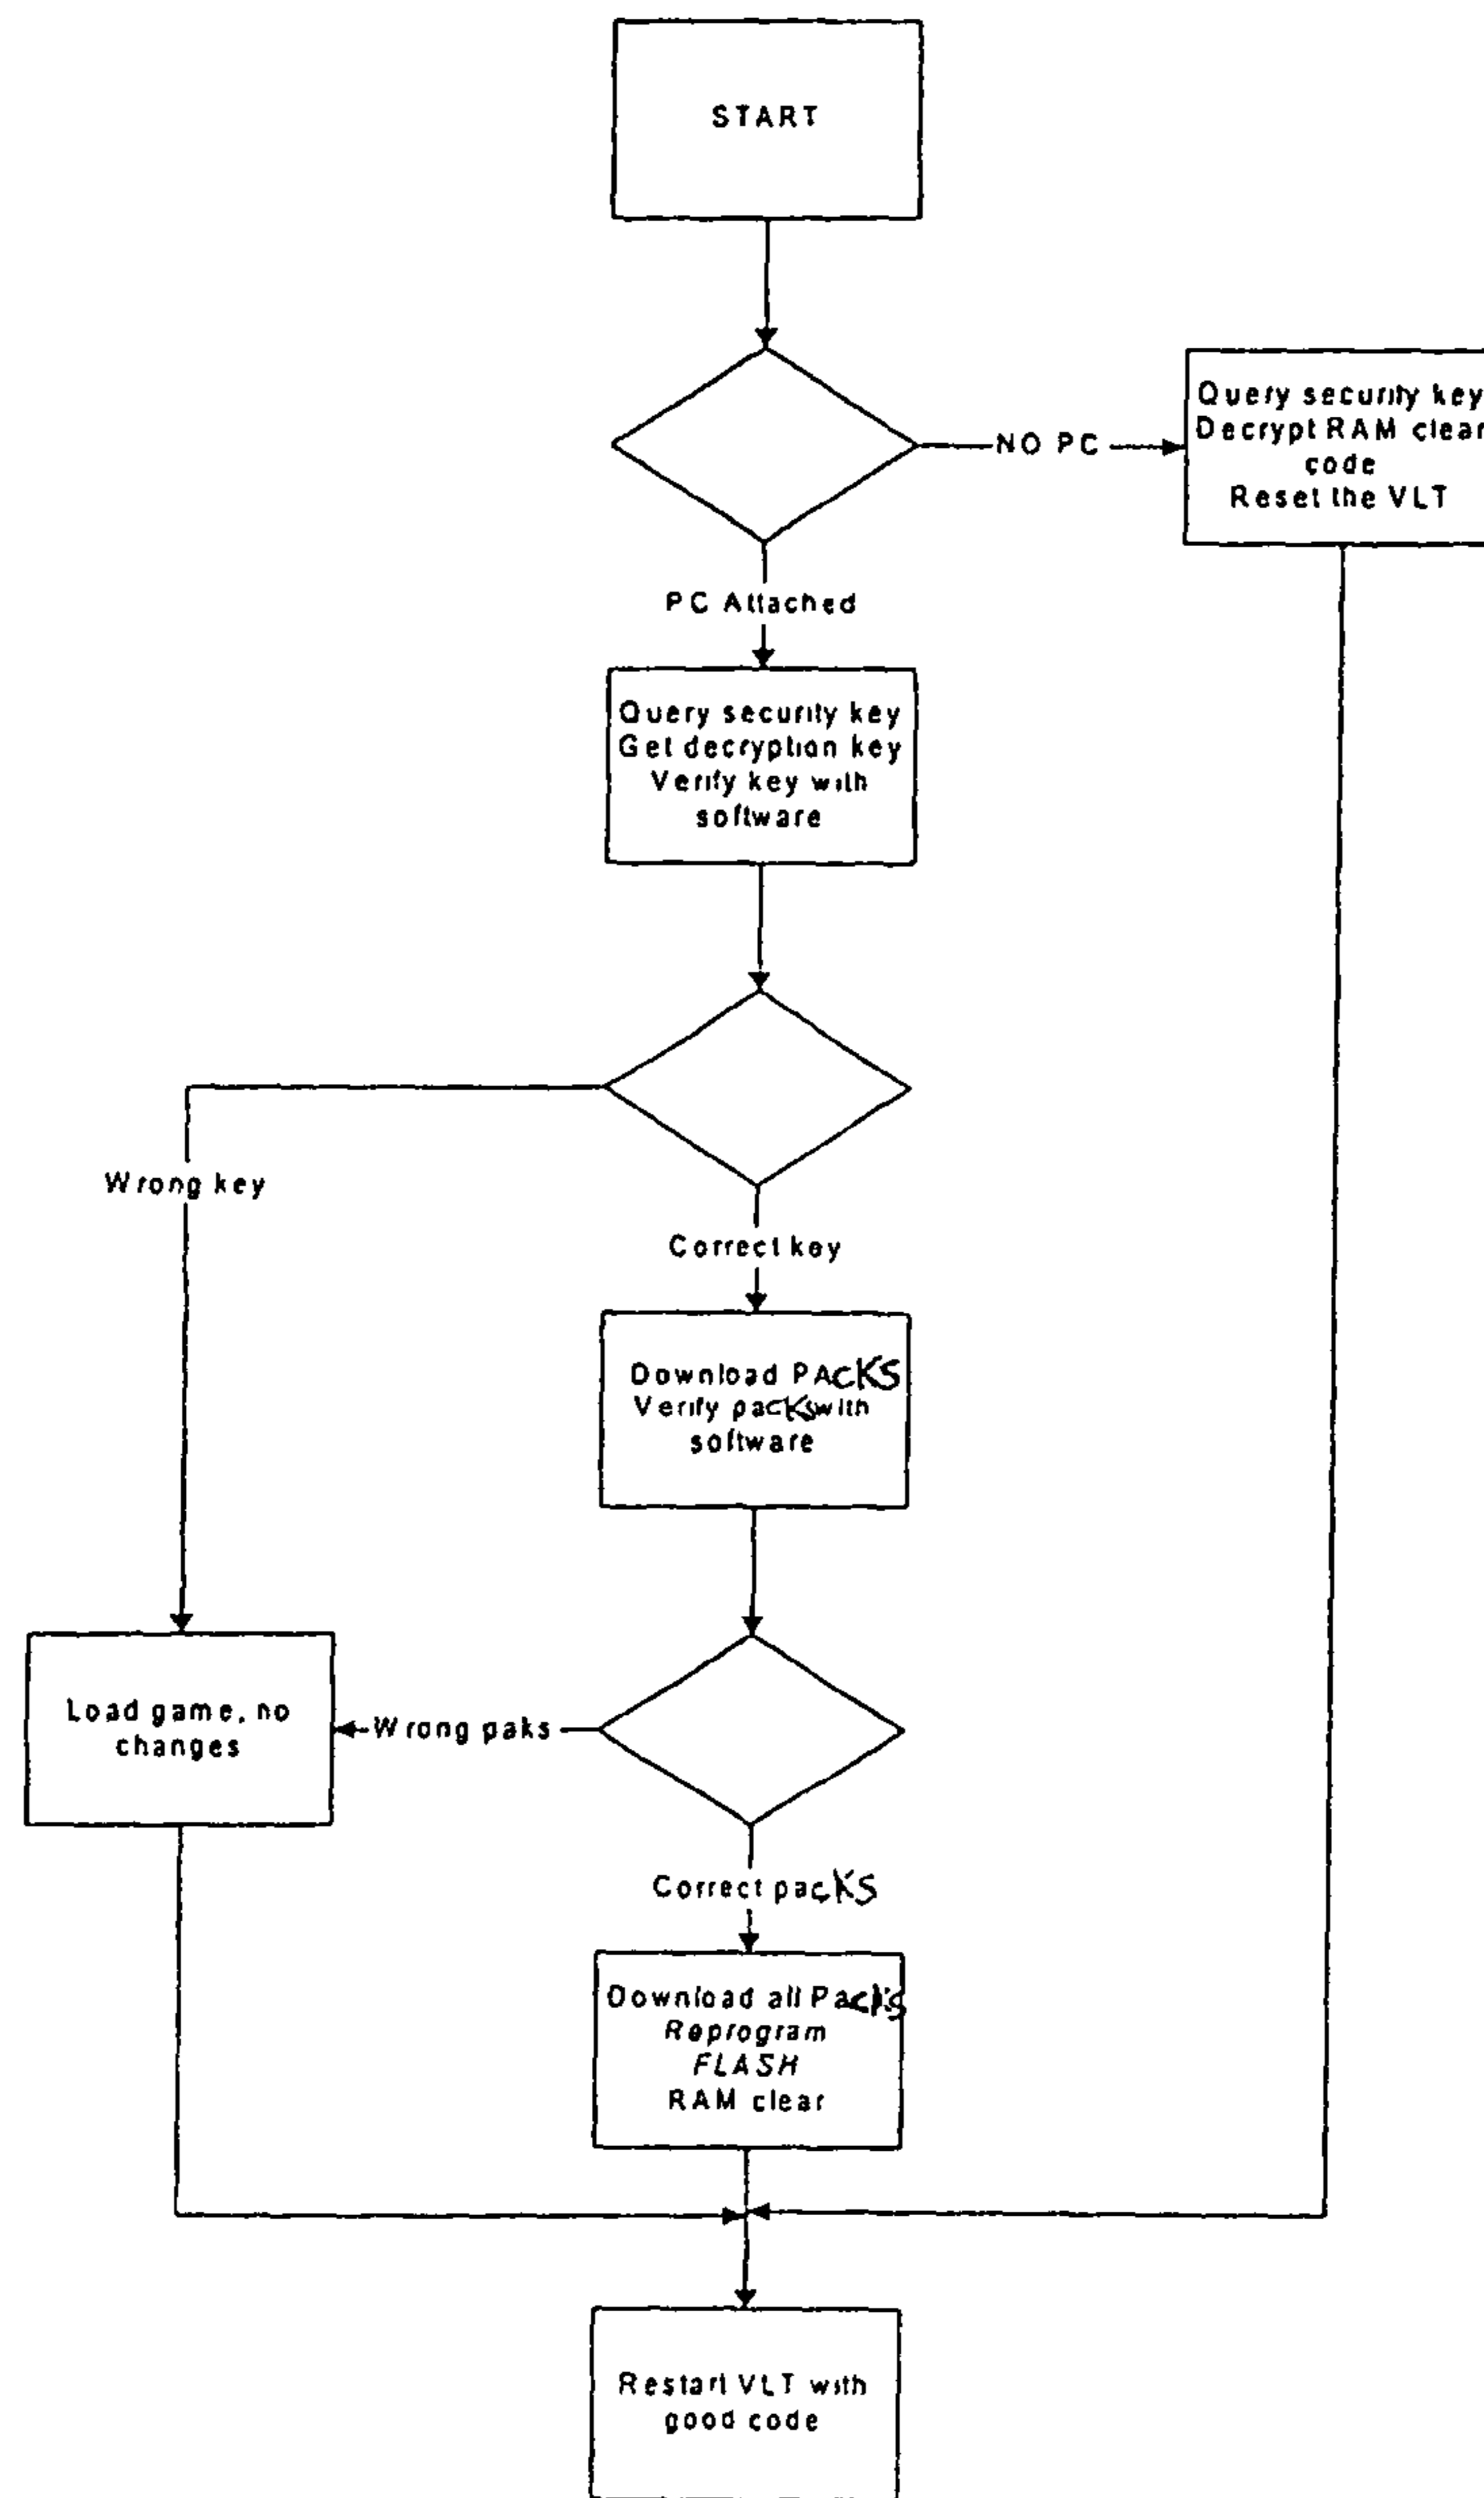 START
NO PC
Query security key
Decrypt RAM clear
code
Reset the VLT
PC Attached
Query security key
Get decryption key
Verify key with
software
Wrong key
Correct key
Download PAcKS
Verify pacKs with
software
Load game, no
changes
Wrong paks
Correct pacKS
Download all Packs
Reprogram
FLASH
RAM clear
Restart VLT with
good code